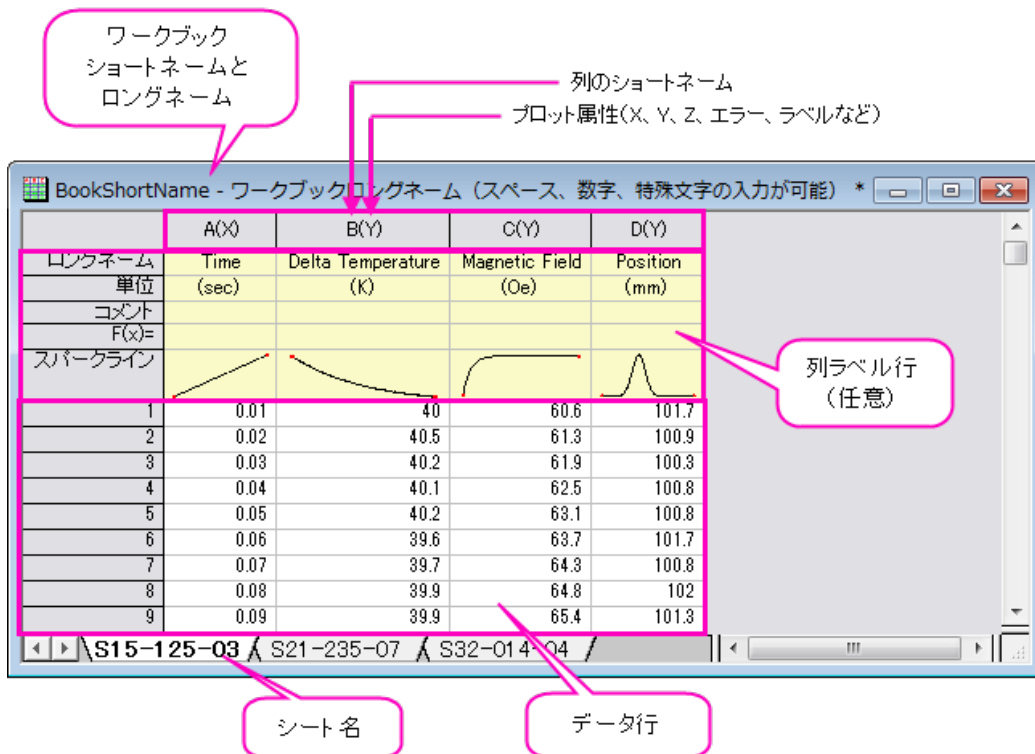 ワークブック
ショートネームと
ロングネーム
列のショートネーム
プロット属性(X、Y、Z、エラー、ラベルなど)
BookShortName - ワークブックロングネーム（スペース、数字、特殊文字の入力が可能） *
A(X) B(Y) C(Y) D(Y)
ロングネーム Time Delta Temperature Magnetic Field Position
単位 (sec) (K) (Oe) (mm)
コメント
F(x)=
スパークライン
列ラベル行
（任意）
1 0.01 40 60.6 101.7
2 0.02 40.5 61.3 100.9
3 0.03 40.2 61.9 100.3
4 0.04 40.1 62.5 100.8
5 0.05 40.2 63.1 100.8
6 0.06 39.6 63.7 101.7
7 0.07 39.7 64.3 100.8
8 0.08 39.9 64.8 102
9 0.09 39.9 65.4 101.3
S15-125-03 S21-235-07 S32-014-04
シート名
データ行